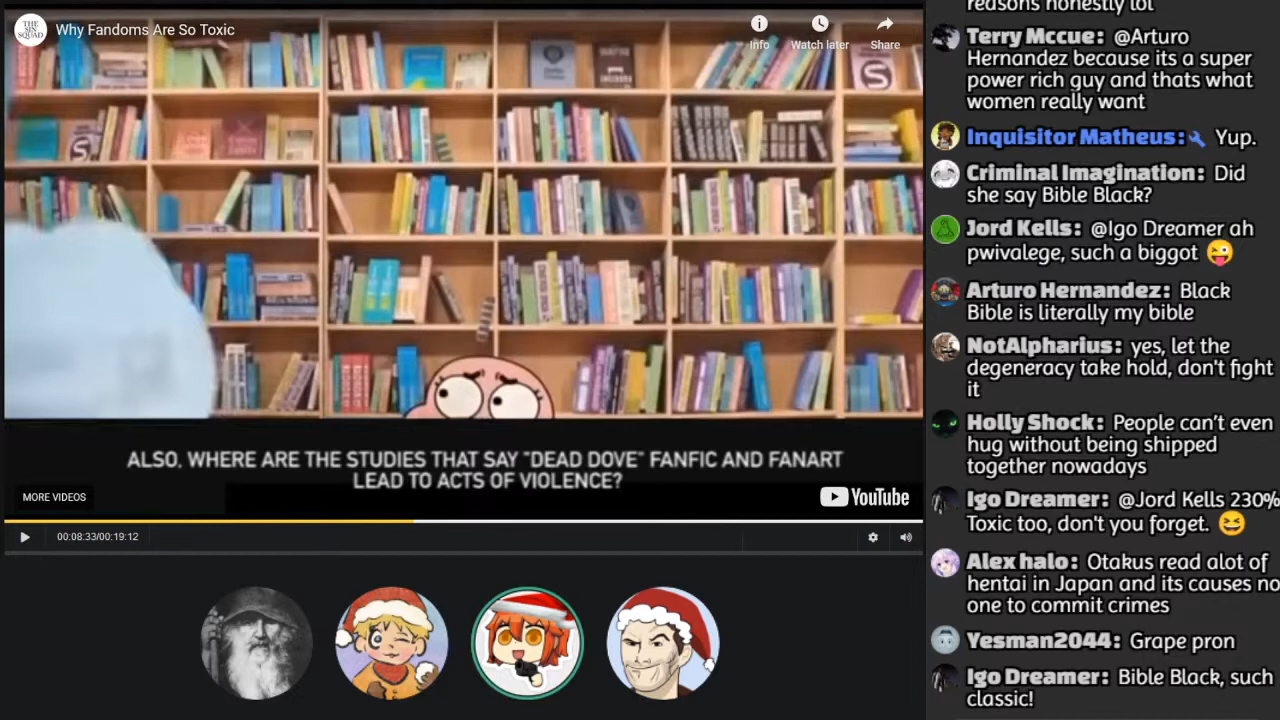 THE
SIN
SQUAD
Why Fandoms Are So Toxic
Info
Watch later
Share
ALSO, WHERE ARE THE STUDIES THAT SAY "DEAD DOVE" FANFIC AND FANART
LEAD TO ACTS OF VIOLENCE?
MORE VIDEOS
YouTube
00:08:33/00:19:12
reasons honestly lol
Terry Mccue: @Arturo
Hernandez because its a super
power rich guy and thats what
women really want
Inquisitor Matheus: Yup.
Criminal Imagination: Did
she say Bible Black?
Jord Kells: @Igo Dreamer ah
pwivalege, such a biggot
Arturo Hernandez: Black
Bible is literally my bible
NotAlpharius: yes, let the
degeneracy take hold, don't fight
it
Holly Shock: People can't even
hug without being shipped
together nowadays
Igo Dreamer: @Jord Kells 230%
Toxic too, don't you forget.
Alex halo: Otakus read alot of
hentai in Japan and its causes no
one to commit crimes
Yesman2044: Grape pron
Igo Dreamer: Bible Black, such
classic!